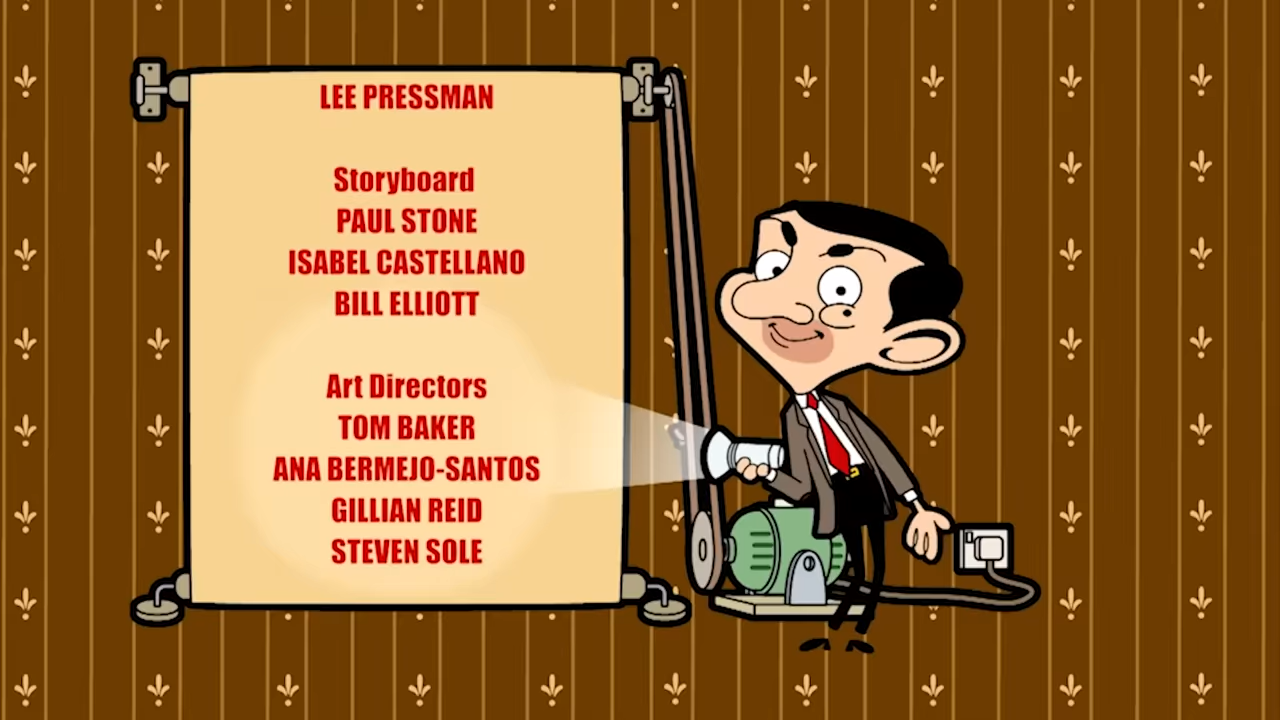 LEE PRESSMAN
Storyboard
PAUL STONE
ISABEL CASTELLANO
BILL ELLIOTT
Art Directors
TOM BAKER
ANA BERMEJO-SANTOS
GILLIAN REID
STEVEN SOLE